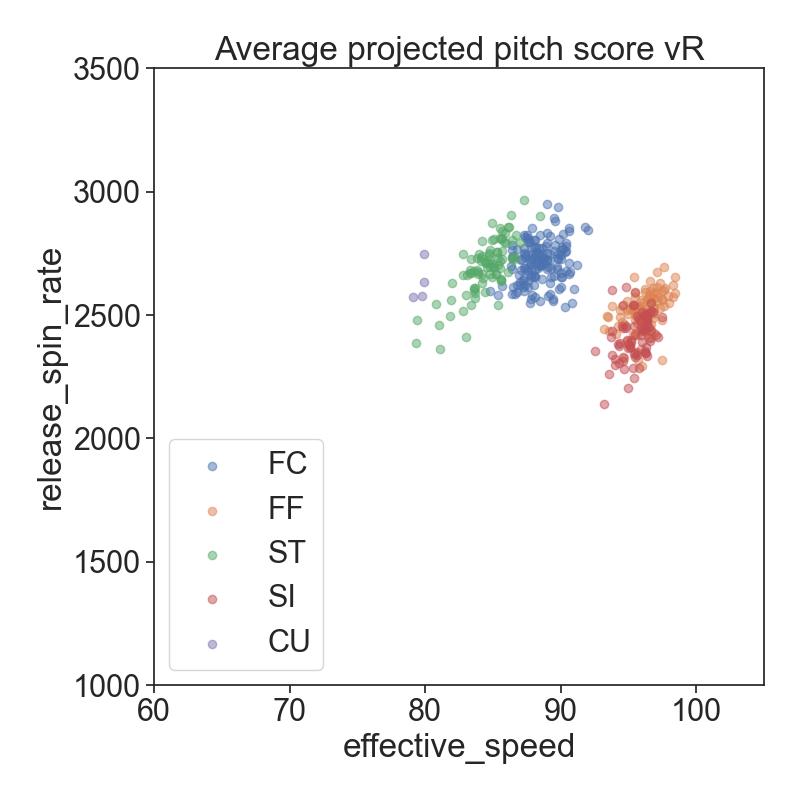 Average projected pitch score vR
3500
3000
2500
2000
1500
1000
release_spin_rate
FC
FF
ST
SI
CU
60 70 80 90 100
effective_speed